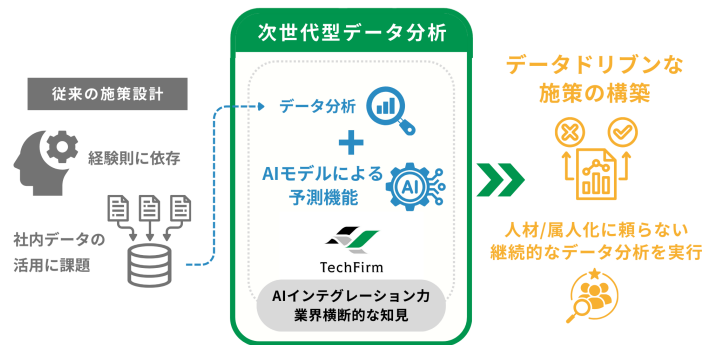 従来の施策設計
経験則に依存
社内データの
活用に課題
次世代型データ分析
データ分析
+
AIモデルによる
予測機能
AI
TechFirm
AIインテグレーション力
業界横断的な知見
データドリブンな
施策の構築
人材/属人化に頼らない
継続的なデータ分析を実行